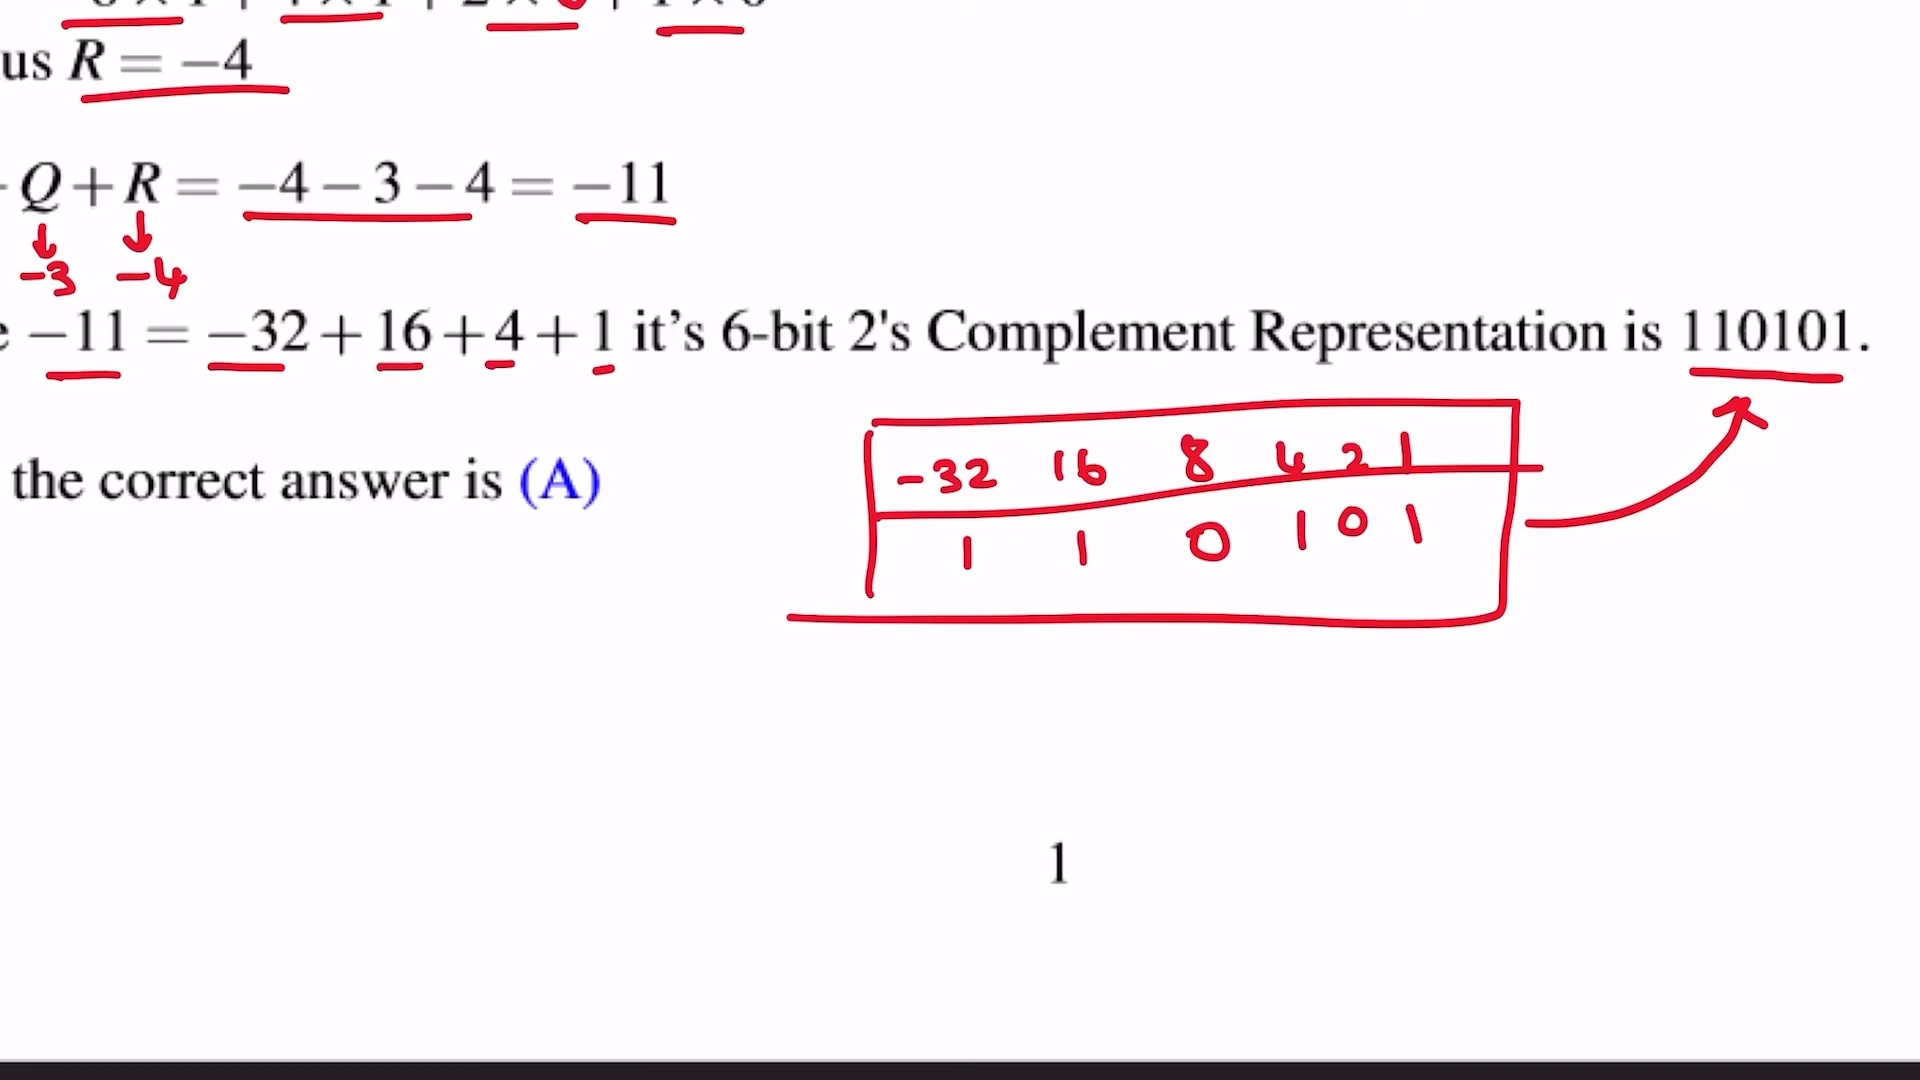 us R = −4
Q + R = −4 − 3 − 4 = −11
-3 -4
−11 = −32 + 16 + 4 + 1 it’s 6-bit 2's Complement Representation is 110101.
-32 16 8 4 2 1
the correct answer is (A)
1 1 0 1 0 1
1